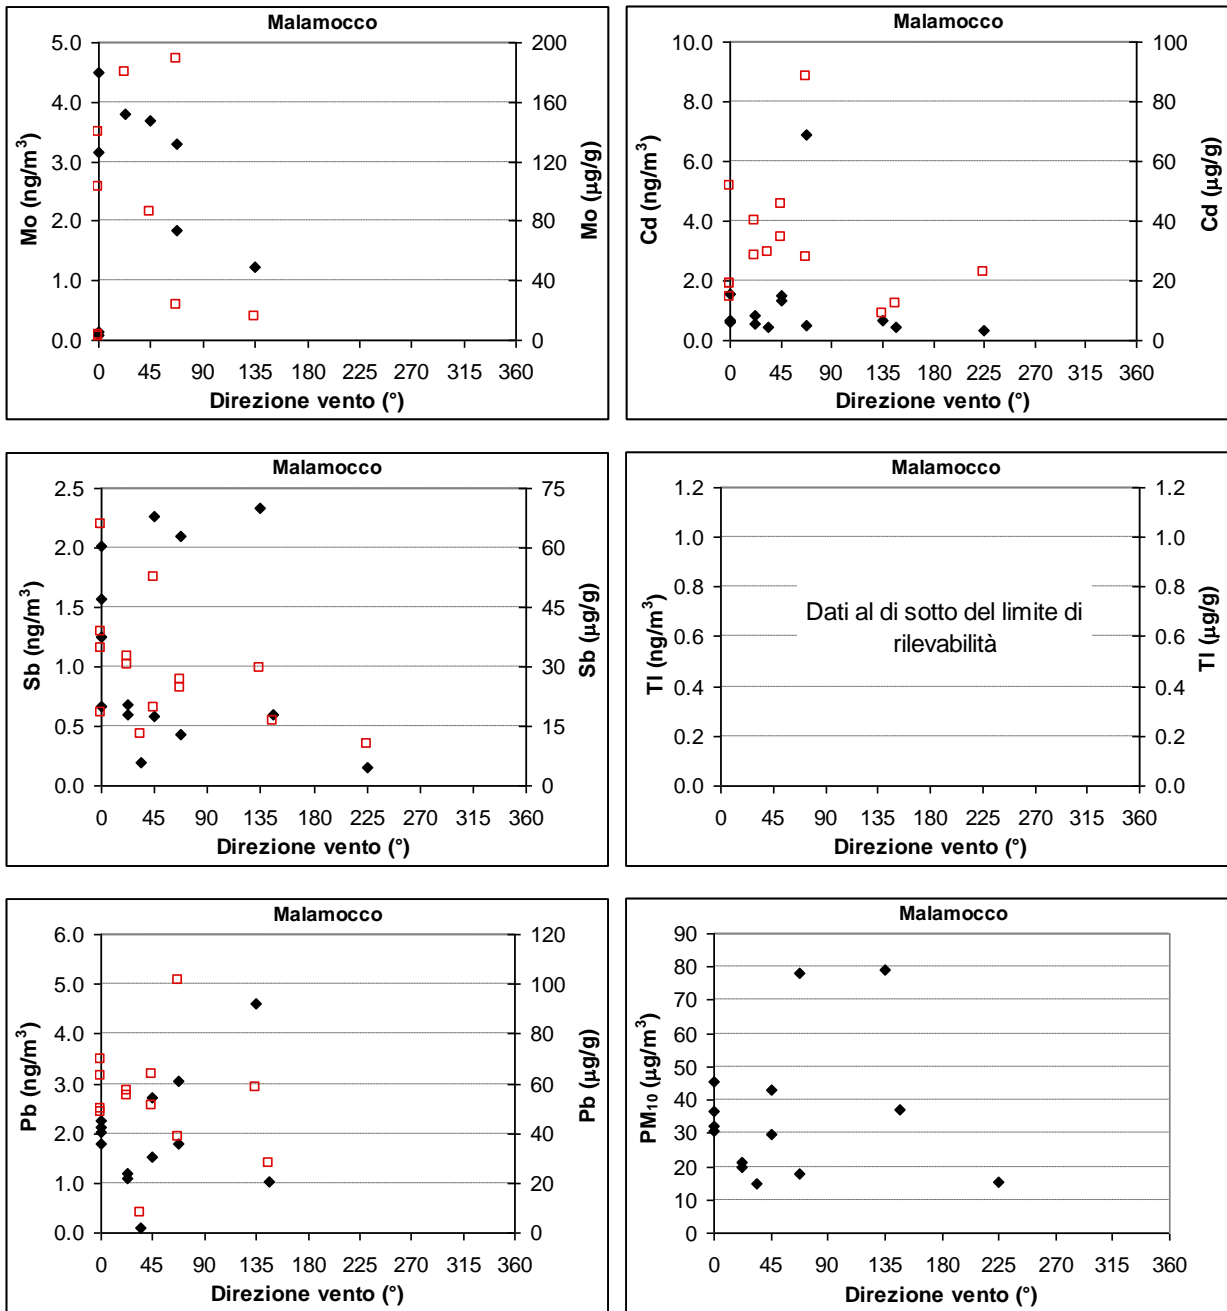 Malamocco
5.0
4.0
3.0
2.0
1.0
0.0
Mo (ng/m³)
200
160
120
80
40
0
Mo (µg/g)
0 45 90 135 180 225 270 315 360
Direzione vento (°)
Malamocco
10.0
8.0
6.0
4.0
2.0
0.0
Cd (ng/m³)
100
80
60
40
20
0
Cd (µg/g)
0 45 90 135 180 225 270 315 360
Direzione vento (°)
Malamocco
2.5
2.0
1.5
1.0
0.5
0.0
Sb (ng/m³)
75
60
45
30
15
0
Sb (µg/g)
0 45 90 135 180 225 270 315 360
Direzione vento (°)
Malamocco
1.2
1.0
0.8
0.6
0.4
0.2
0.0
Tl (ng/m³)
Dati al di sotto del limite di
rilevabilità
1.2
1.0
0.8
0.6
0.4
0.2
0.0
Tl (µg/g)
0 45 90 135 180 225 270 315 360
Direzione vento (°)
Malamocco
6.0
5.0
4.0
3.0
2.0
1.0
0.0
Pb (ng/m³)
120
100
80
60
40
20
0
Pb (µg/g)
0 45 90 135 180 225 270 315 360
Direzione vento (°)
Malamocco
90
80
70
60
50
40
30
20
10
0
PM₁₀ (µg/m³)
0 45 90 135 180 225 270 315 360
Direzione vento (°)